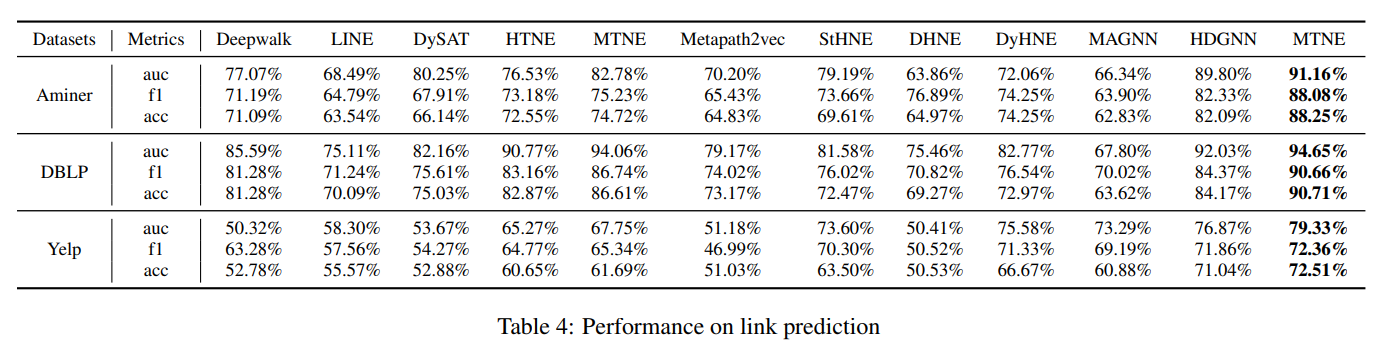 Datasets Metrics Deepwalk LINE DySAT HTNE MTNE Metapath2vec StHNE DHNE DyHNE MAGNN HDGNN MTNE
auc 77.07% 68.49% 80.25% 76.53% 82.78% 70.20% 79.19% 63.86% 72.06% 66.34% 89.80% 91.16%
Aminer f1 71.19% 64.79% 67.91% 73.18% 75.23% 65.43% 73.66% 76.89% 74.25% 63.90% 82.33% 88.08%
acc 71.09% 63.54% 66.14% 72.55% 74.72% 64.83% 69.61% 64.97% 74.25% 62.83% 82.09% 88.25%
auc 85.59% 75.11% 82.16% 90.77% 94.06% 79.17% 81.58% 75.46% 82.77% 67.80% 92.03% 94.65%
DBLP f1 81.28% 71.24% 75.61% 83.16% 86.74% 74.02% 76.02% 70.82% 76.54% 70.02% 84.37% 90.66%
acc 81.28% 70.09% 75.03% 82.87% 86.61% 73.17% 72.47% 69.27% 72.97% 63.62% 84.17% 90.71%
auc 50.32% 58.30% 53.67% 65.27% 67.75% 51.18% 73.60% 50.41% 75.58% 73.29% 76.87% 79.33%
Yelp f1 63.28% 57.56% 54.27% 64.77% 65.34% 46.99% 70.30% 50.52% 71.33% 69.19% 71.86% 72.36%
acc 52.78% 55.57% 52.88% 60.65% 61.69% 51.03% 63.50% 50.53% 66.67% 60.88% 71.04% 72.51%
Table 4: Performance on link prediction